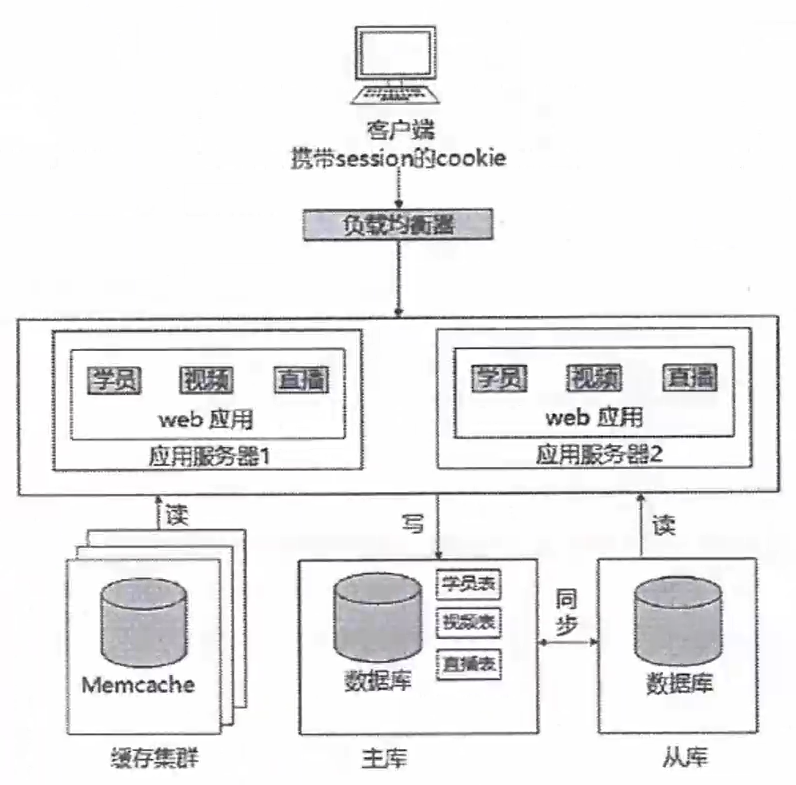 客户端
携带session的cookie
负载均衡器
学员 视频 直播
web 应用
应用服务器1
学员 视频 直播
web 应用
应用服务器2
读
写
读
Memcache
缓存集群
数据库
学员表
视频表
直播表
主库
同步
数据库
从库